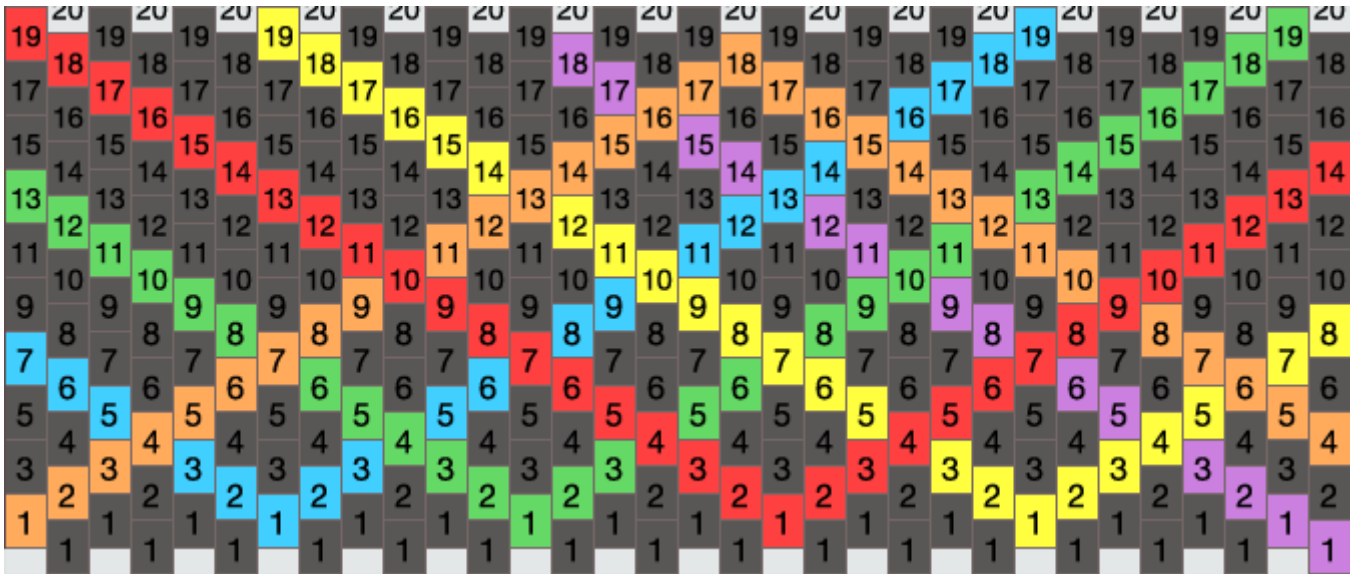 20 20 20 20 20 20 20 20 20 20 20 20 20 20 20 20
19 19 19 19 19 19 19 19 19 19 19 19 19 19 19 19
18 18 18 18 18 18 18 18 18 18 18 18 18 18 18 18
17 17 17 17 17 17 17 17 17 17 17 17 17 17 17 17
16 16 16 16 16 16 16 16 16 16 16 16 16 16 16 16
15 15 15 15 15 15 15 15 15 15 15 15 15 15 15 15
14 14 14 14 14 14 14 14 14 14 14 14 14 14 14 14
13 13 13 13 13 13 13 13 13 13 13 13 13 13 13 13
12 12 12 12 12 12 12 12 12 12 12 12 12 12 12 12
11 11 11 11 11 11 11 11 11 11 11 11 11 11 11 11
10 10 10 10 10 10 10 10 10 10 10 10 10 10 10 10
9 9 9 9 9 9 9 9 9 9 9 9 9 9 9 9
8 8 8 8 8 8 8 8 8 8 8 8 8 8 8 8
7 7 7 7 7 7 7 7 7 7 7 7 7 7 7 7
6 6 6 6 6 6 6 6 6 6 6 6 6 6 6 6
5 5 5 5 5 5 5 5 5 5 5 5 5 5 5 5
4 4 4 4 4 4 4 4 4 4 4 4 4 4 4 4
3 3 3 3 3 3 3 3 3 3 3 3 3 3 3 3
2 2 2 2 2 2 2 2 2 2 2 2 2 2 2 2
1 1 1 1 1 1 1 1 1 1 1 1 1 1 1 1
1 1 1 1 1 1 1 1 1 1 1 1 1 1 1 1